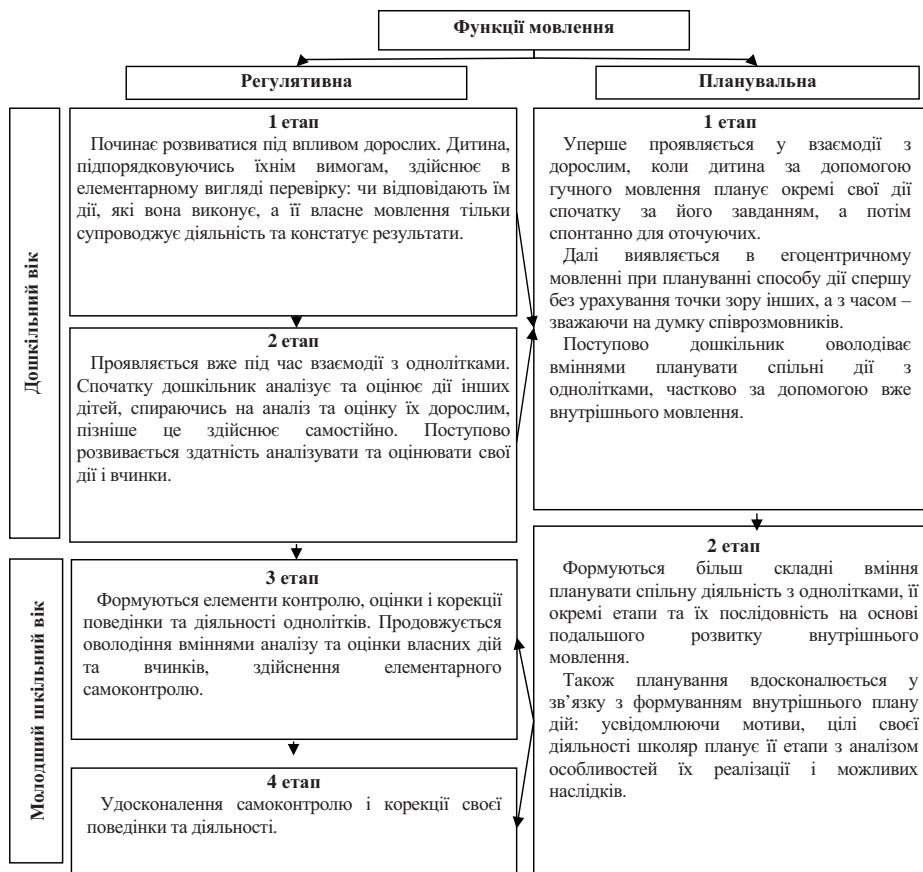 Функції мовлення
Регулятивна
Планувальна
Дошкільний вік
1 етап
Починає розвиватися під впливом дорослих. Дитина,
підпорядковуючись їхнім вимогам, здійснює в
елементарному вигляді перевірку: чи відповідають їм
дії, які вона виконує, а її власне мовлення тільки
супроводжує діяльність та констатує результати.
2 етап
Проявляється вже під час взаємодії з однолітками.
Спочатку дошкільник аналізує та оцінює дії інших
дітей, спираючись на аналіз та оцінку їх дорослим,
пізніше це здійснює самостійно. Поступово
розвивається здатність аналізувати та оцінювати свої
дії і вчинки.
1 етап
Уперше проявляється у взаємодії з
дорослим, коли дитина за допомогою
гучного мовлення планує окремі свої дії
спочатку за його завданням, а потім
спонтанно для оточуючих.
Далі виявляється в егоцентричному
мовленні при плануванні способу дії спершу
без урахування точки зору інших, а з часом –
зважаючи на думку співрозмовників.
Поступово дошкільник оволодіває
вміннями планувати спільні дії з
однолітками, частково за допомогою вже
внутрішнього мовлення.
Молодший шкільний вік
3 етап
Формуються елементи контролю, оцінки і корекції
поведінки та діяльності однолітків. Продовжується
оволодіння вміннями аналізу та оцінки власних дій
та вчинків, здійснення елементарного
самоконтролю.
4 етап
Удосконалення самоконтролю і корекції своєї
поведінки та діяльності.
2 етап
Формуються більш складні вміння
планувати спільну діяльність з однолітками, її
окремі етапи та їх послідовність на основі
подальшого розвитку внутрішнього
мовлення.
Також планування вдосконалюється у
зв’язку з формуванням внутрішнього плану
дій: усвідомлюючи мотиви, цілі своєї
діяльності школяр планує її етапи з аналізом
особливостей їх реалізації і можливих
наслідків.